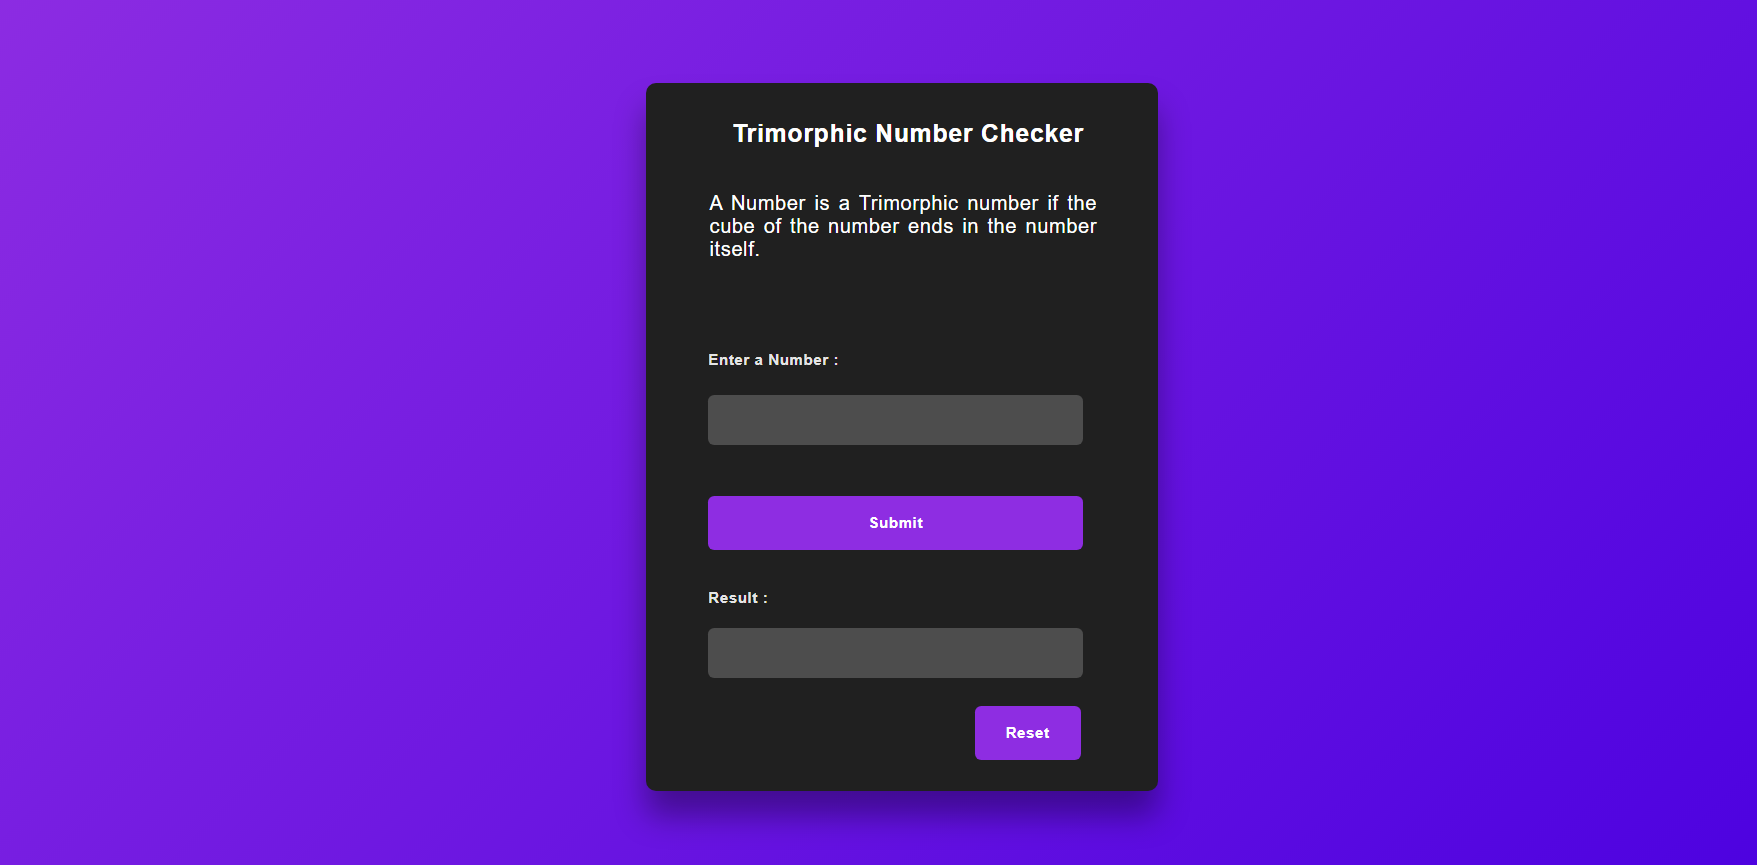 Trimorphic Number Checker
A Number is a Trimorphic number if the
cube of the number ends in the number
itself.
Enter a Number :
Submit
Result :
Reset